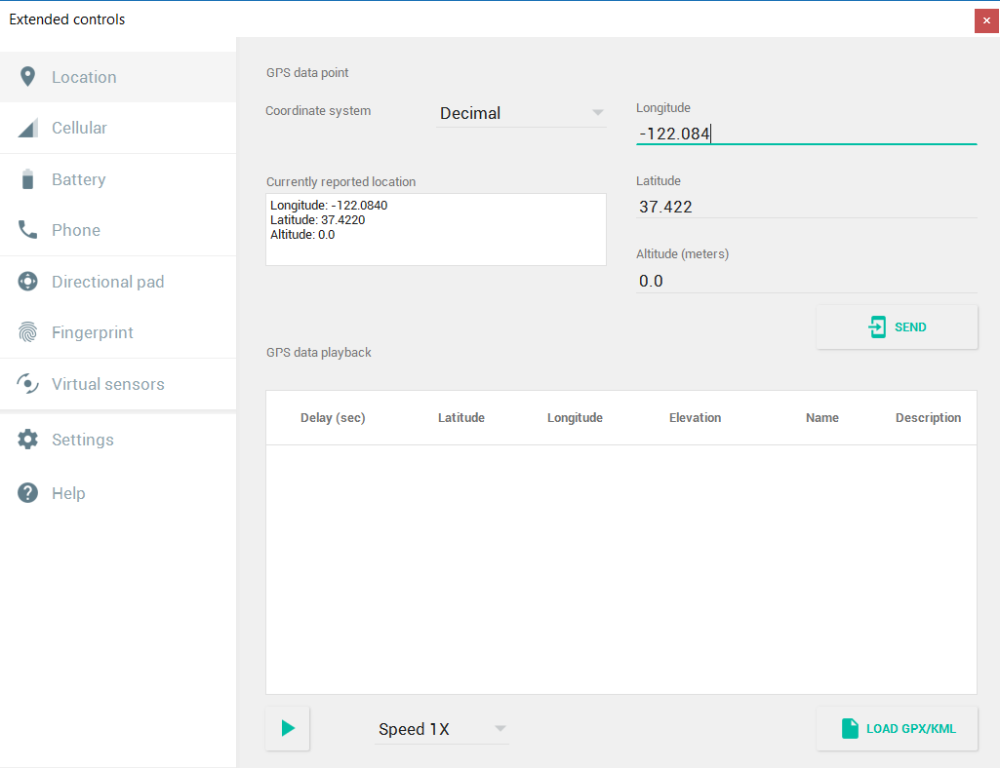 Extended controls
Location
Cellular
Battery
Phone
Directional pad
Fingerprint
Virtual sensors
Settings
Help
GPS data point
Coordinate system
Decimal
Longitude
-122.084
Currently reported location
Longitude: -122.0840
Latitude: 37.4220
Altitude: 0.0
Latitude
37.422
Altitude (meters)
0.0
SEND
GPS data playback
Delay (sec) Latitude Longitude Elevation Name Description
Speed 1X
LOAD GPX/KML